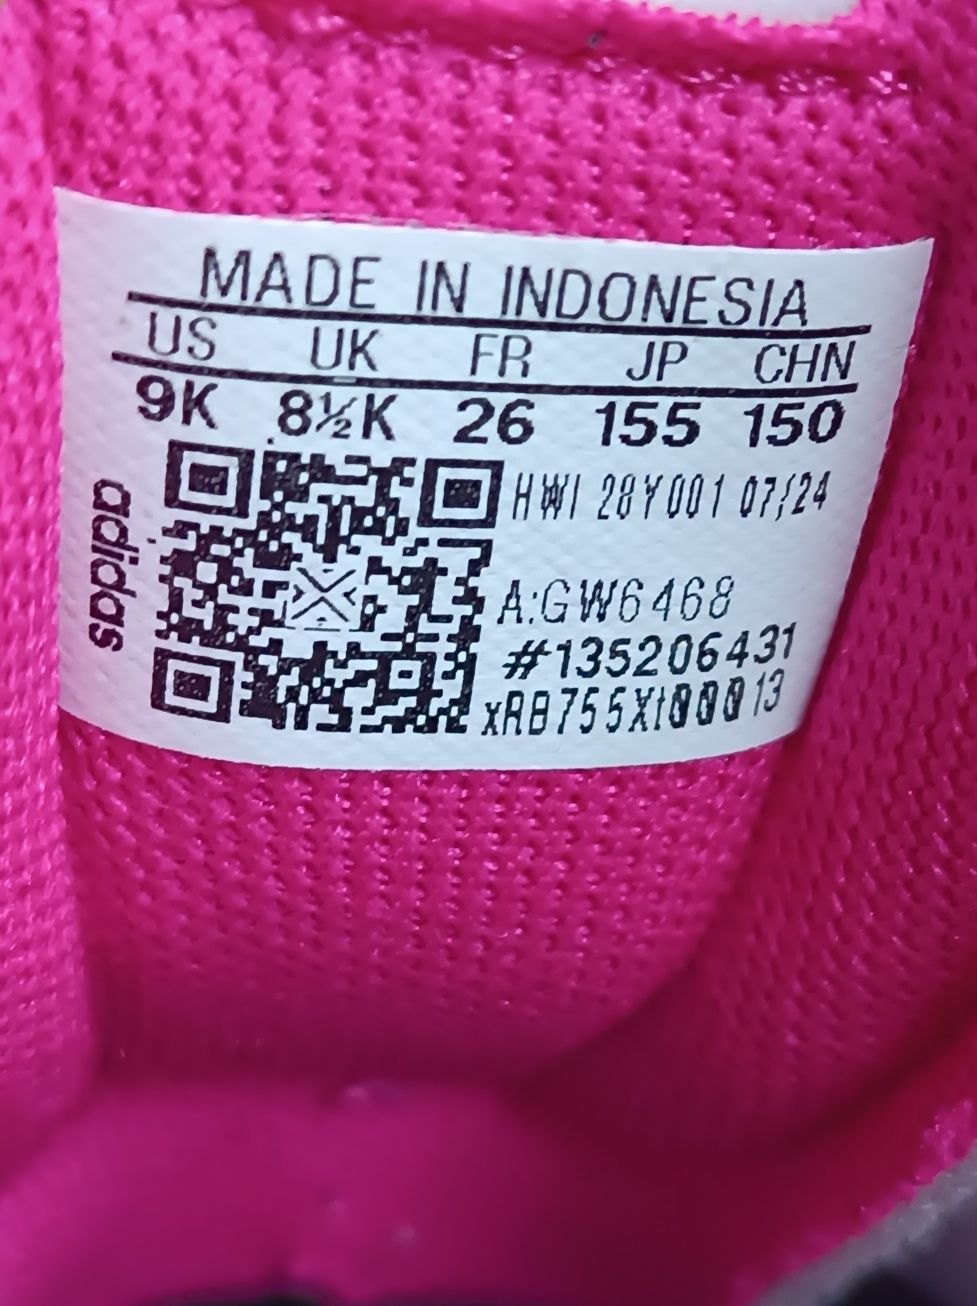 MADE IN INDONESIA
US UK FR JP CHN
9K 8½K 26 155 150
adidas
HWI 28Y001 07/24
A:GW6468
#135206431